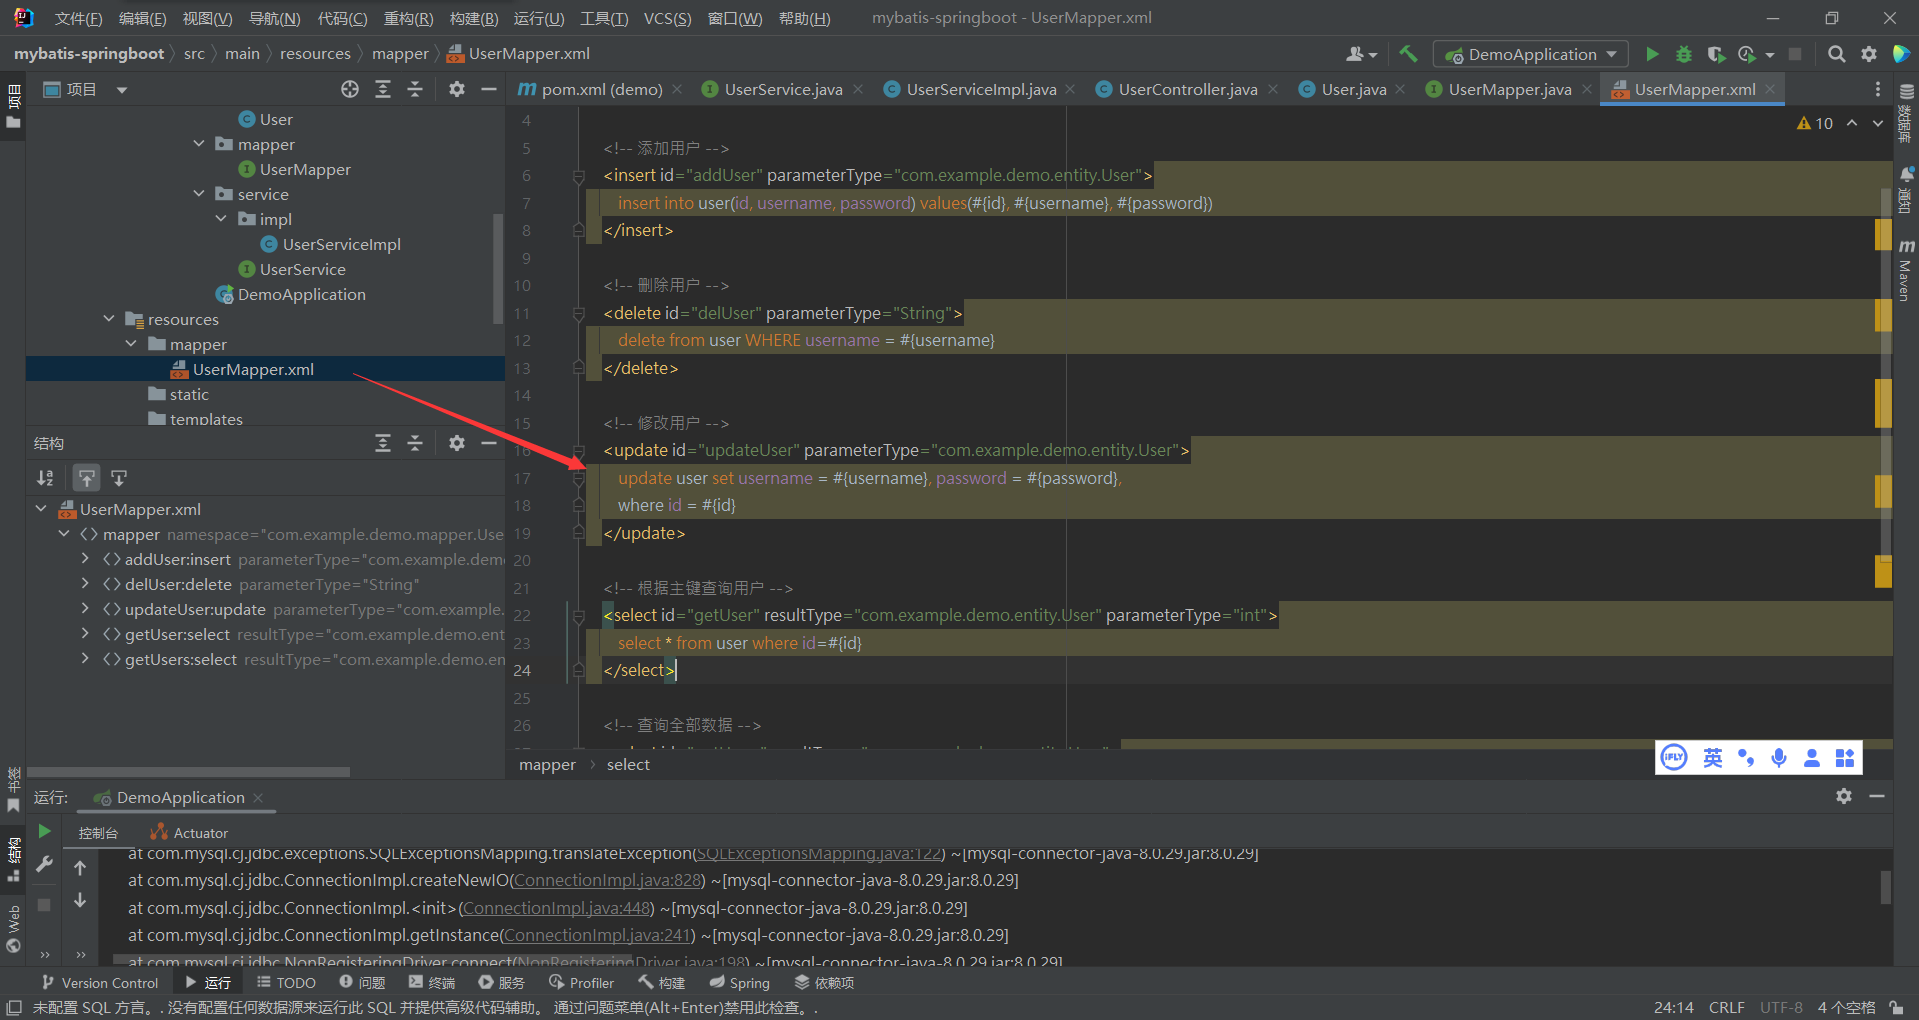 文件(F) 编辑(E) 视图(V) 导航(N) 代码(C) 重构(R) 构建(B) 运行(U) 工具(T) VCS(S) 窗口(W) 帮助(H) mybatis-springboot - UserMapper.xml
mybatis-springboot src main resources mapper UserMapper.xml DemoApplication
项目
pom.xml (demo) UserService.java UserServiceImpl.java UserController.java User.java UserMapper.java UserMapper.xml
项目
User
mapper
UserMapper
service
impl
UserServiceImpl
UserService
DemoApplication
resources
mapper
UserMapper.xml
static
templates
结构
UserMapper.xml
mapper namespace="com.example.demo.mapper.Use
addUser:insert parameterType="com.example.dem
delUser:delete parameterType="String"
updateUser:update parameterType="com.example.
getUser:select resultType="com.example.demo.ent
getUsers:select resultType="com.example.demo.en
10
4
5 <!-- 添加用户 -->
6 <insert id="addUser" parameterType="com.example.demo.entity.User">
7 insert into user(id, username, password) values(#{id}, #{username}, #{password})
8 </insert>
9
10 <!-- 删除用户 -->
11 <delete id="delUser" parameterType="String">
12 delete from user WHERE username = #{username}
13 </delete>
14
15 <!-- 修改用户 -->
16 <update id="updateUser" parameterType="com.example.demo.entity.User">
17 update user set username = #{username}, password = #{password},
18 where id = #{id}
19 </update>
20
21 <!-- 根据主键查询用户 -->
22 <select id="getUser" resultType="com.example.demo.entity.User" parameterType="int">
23 select * from user where id=#{id}
24 </select>
25
26 <!-- 查询全部数据 -->
mapper select
数据库
通知
m Maven
iFLY 英
书签
结构
Web
运行: DemoApplication
控制台 Actuator
at com.mysql.cj.jdbc.exceptions.SQLExceptionsMapping.translateException(SQLExceptionsMapping.java:122) ~[mysql-connector-java-8.0.29.jar:8.0.29]
at com.mysql.cj.jdbc.ConnectionImpl.createNewIO(ConnectionImpl.java:828) ~[mysql-connector-java-8.0.29.jar:8.0.29]
at com.mysql.cj.jdbc.ConnectionImpl.<init>(ConnectionImpl.java:448) ~[mysql-connector-java-8.0.29.jar:8.0.29]
at com.mysql.cj.jdbc.ConnectionImpl.getInstance(ConnectionImpl.java:241) ~[mysql-connector-java-8.0.29.jar:8.0.29]
at com.mysql.cj.jdbc.NonRegisteringDriver.connect(NonRegisteringDriver.java:198) ~[mysql-connector-java-8.0.29.jar:8.0.29]
Version Control 运行 TODO 问题 终端 服务 Profiler 构建 Spring 依赖项
未配置 SQL 方言。. 没有配置任何数据源来运行此 SQL 并提供高级代码辅助。 通过问题菜单(Alt+Enter)禁用此检查。. 24:14 CRLF UTF-8 4 个空格